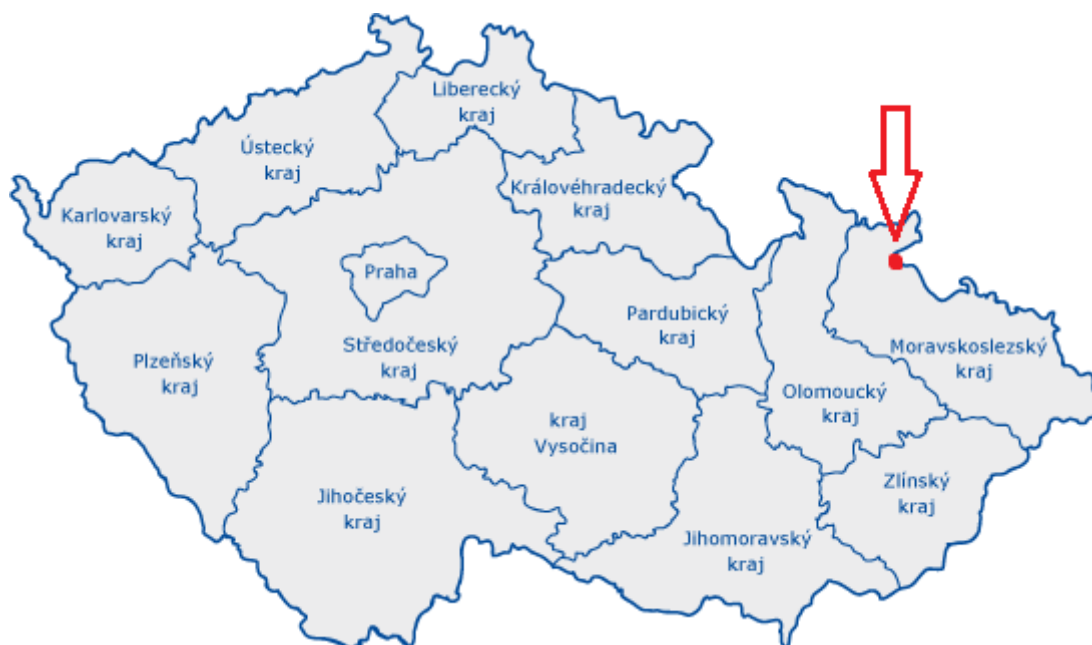 Liberecký
kraj
Ústecký
kraj
Královéhradecký
kraj
Karlovarský
kraj
Praha
Pardubický
kraj
Středočeský
kraj
Plzeňský
kraj
Moravskoslezský
kraj
Olomoucký
kraj
kraj
Vysočina
Zlínský
kraj
Jihočeský
kraj
Jihomoravský
kraj